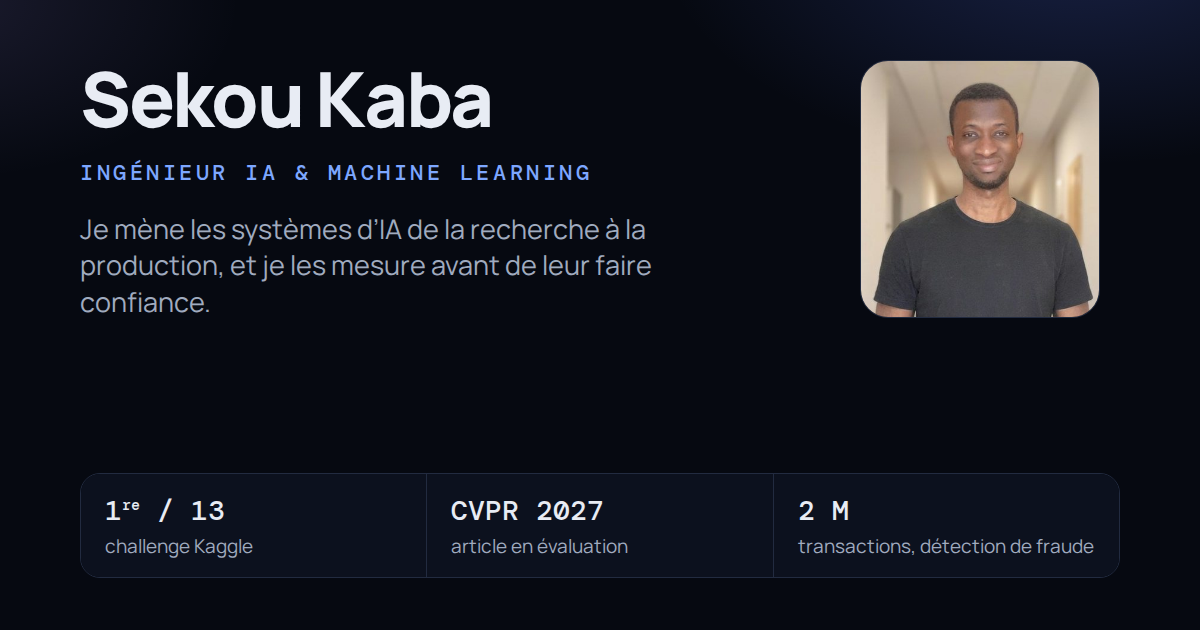 Sekou Kaba
INGÉNIEUR IA & MACHINE LEARNING
Je mène les systèmes d’IA de la recherche à la
production, et je les mesure avant de leur faire
confiance.
1ʳᵉ / 13
challenge Kaggle
CVPR 2027
article en évaluation
2 M
transactions, détection de fraude